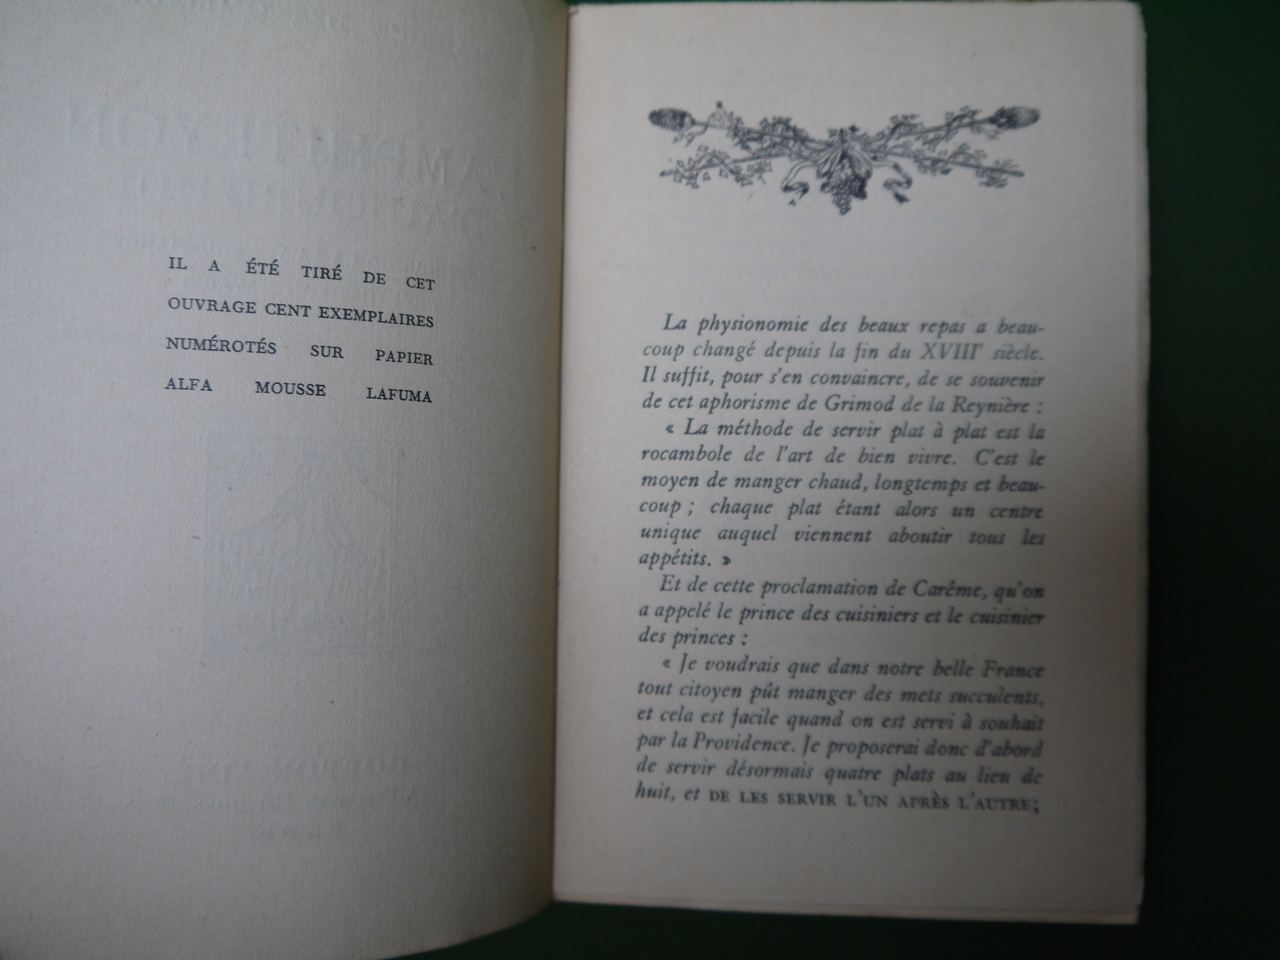 IL A ÉTÉ TIRÉ DE CET
OUVRAGE CENT EXEMPLAIRES
NUMÉROTÉS SUR PAPIER
ALFA MOUSSE LAFUMA
La physionomie des beaux repas a beau-
coup changé depuis la fin du XVIIIᵉ siècle.
Il suffit, pour s'en convaincre, de se souvenir
de cet aphorisme de Grimod de la Reynière :
« La méthode de servir plat à plat est la
rocambole de l'art de bien vivre. C'est le
moyen de manger chaud, longtemps et beau-
coup ; chaque plat étant alors un centre
unique auquel viennent aboutir tous les
appétits. »
Et de cette proclamation de Carême, qu'on
a appelé le prince des cuisiniers et le cuisinier
des princes :
« Je voudrais que dans notre belle France
tout citoyen pût manger des mets succulents,
et cela est facile quand on est servi à souhait
par la Providence. Je proposerai donc d'abord
de servir désormais quatre plats au lieu de
huit, et DE LES SERVIR L'UN APRÈS L'AUTRE;